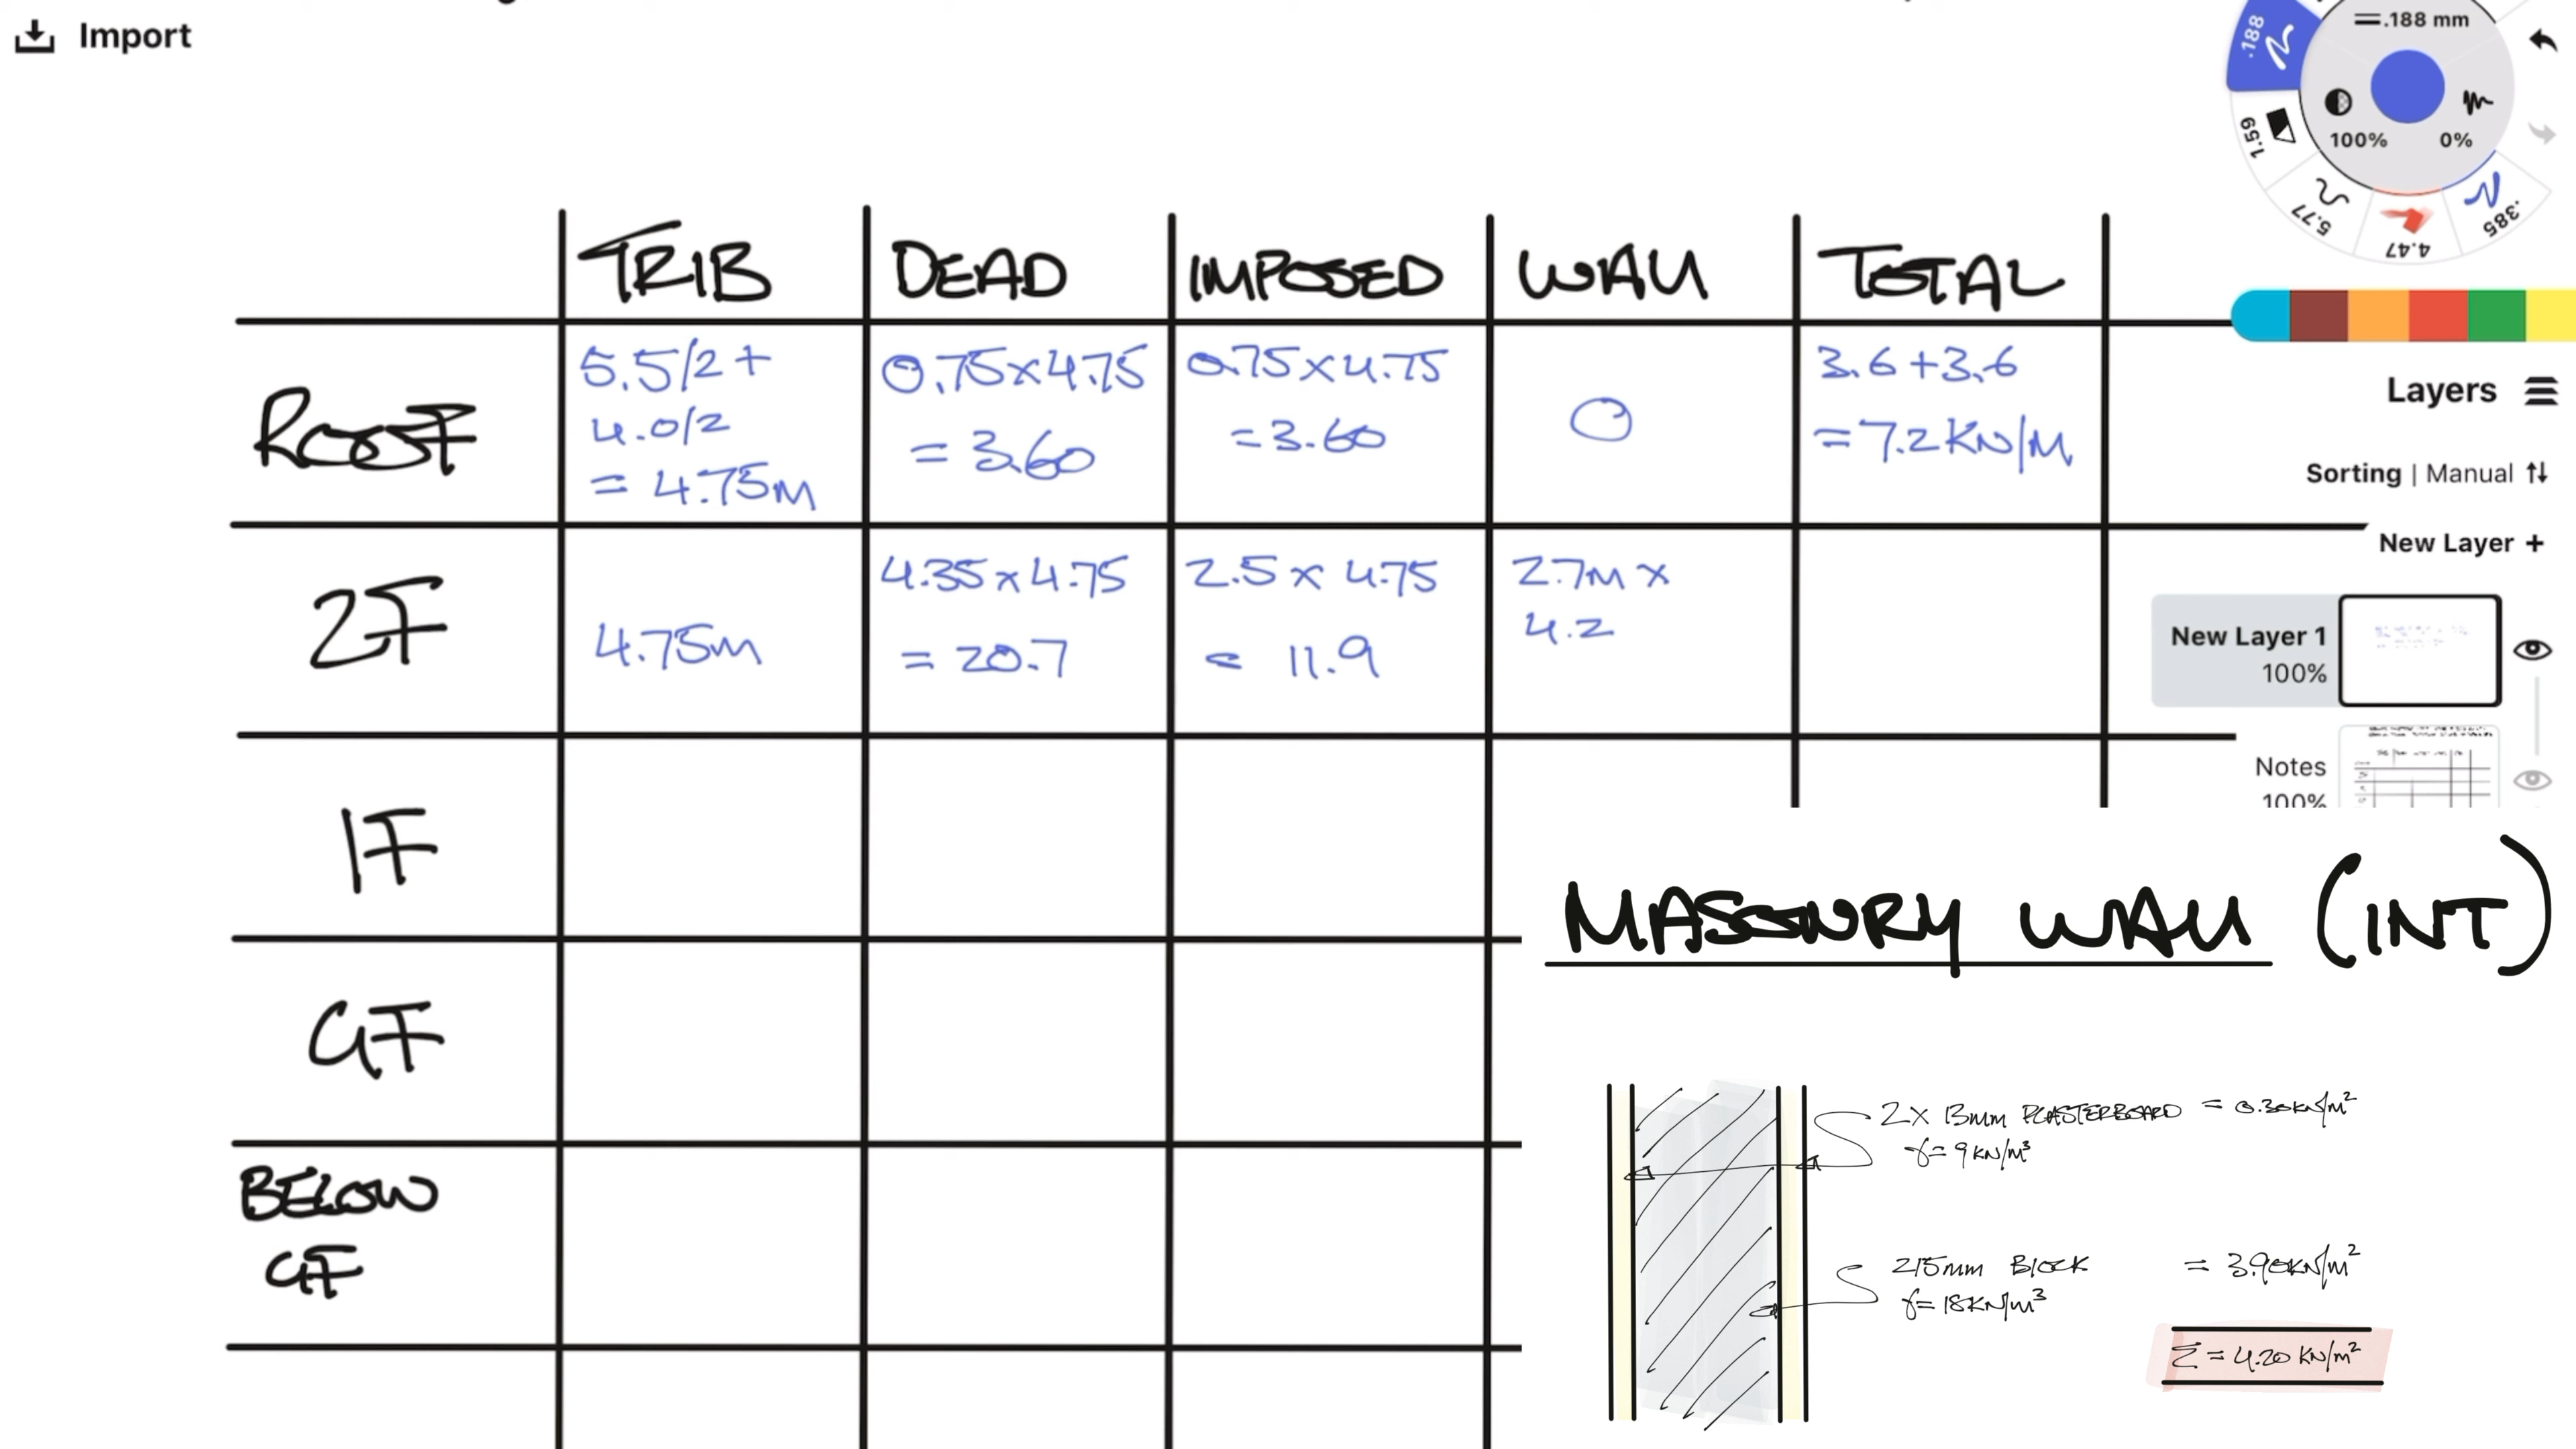 Import
.188 mm
.188
100%
0%
1.59
5.77
4.47
.385
Layers
Sorting | Manual
New Layer +
New Layer 1
100%
Notes
100%
TRIB
DEAD
IMPOSED
WALL
TOTAL
ROOF
5.5/2 +
4.0/2
= 4.75m
0.75x4.75
= 3.60
0.75x4.75
=3.60
0
3.6+3.6
=7.2KN/M
2F
4.75m
4.35x4.75
= 20.7
2.5 x 4.75
= 11.9
2.7M x
4.2
1F
GF
BELOW
GF
MASONRY WALL (INT)
2X 13mm PLASTERBOARD = 0.30KN/m²
γ=9KN/m³
215mm BLOCK = 3.90KN/m²
γ=18KN/m³
Σ=4.20 KN/m²